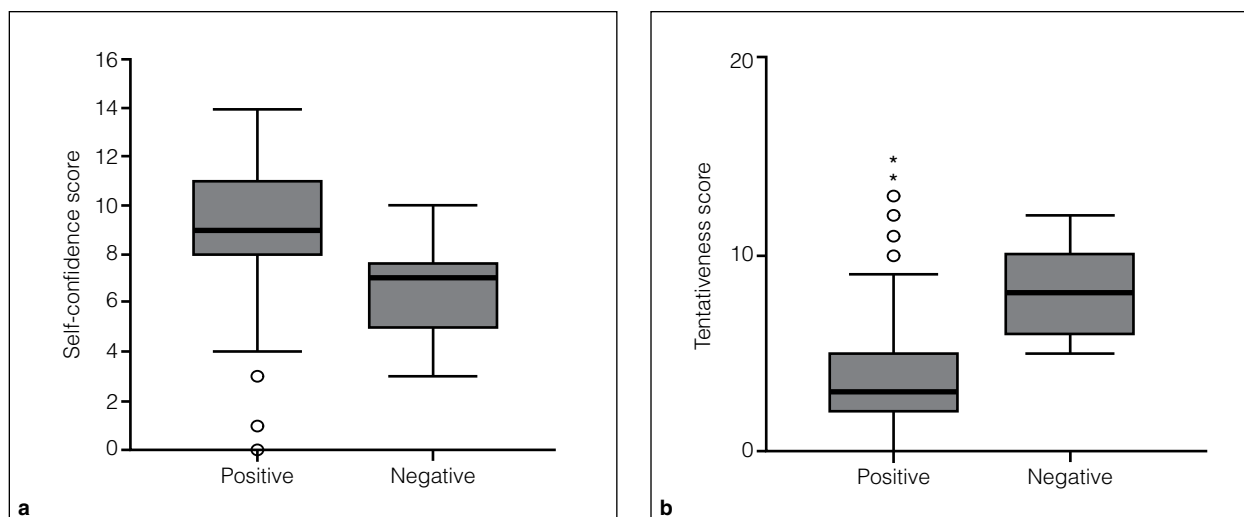 Self-confidence score
16
14
12
10
8
6
4
2
0
Positive Negative
a
Tentativeness score
20
10
0
*
*
Positive Negative
b